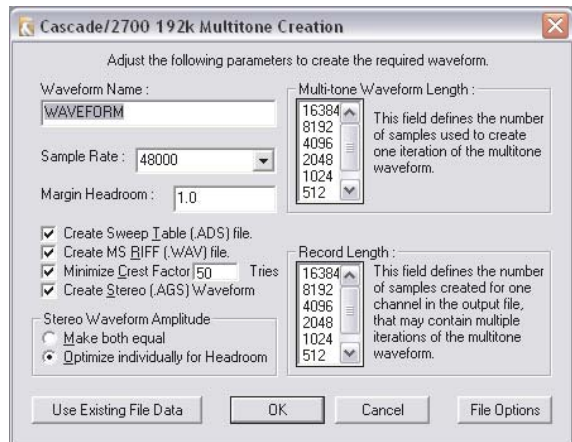 Cascade/2700 192k Multitone Creation
Adjust the following parameters to create the required waveform.
Waveform Name :
WAVEFORM
Sample Rate : 48000
Margin Headroom : 1.0
Create Sweep Table (.ADS) file.
Create MS RIFF (.WAV) file.
Minimize Crest Factor 50 Tries
Create Stereo (.AGS) Waveform
Stereo Waveform Amplitude
Make both equal
Optimize individually for Headroom
Multi-tone Waveform Length :
16384
8192
4096
2048
1024
512
This field defines the number
of samples used to create
one iteration of the multitone
waveform.
Record Length :
16384
8192
4096
2048
1024
512
This field defines the number
of samples created for one
channel in the output file,
that may contain multiple
iterations of the multitone
waveform.
Use Existing File Data
OK
Cancel
File Options